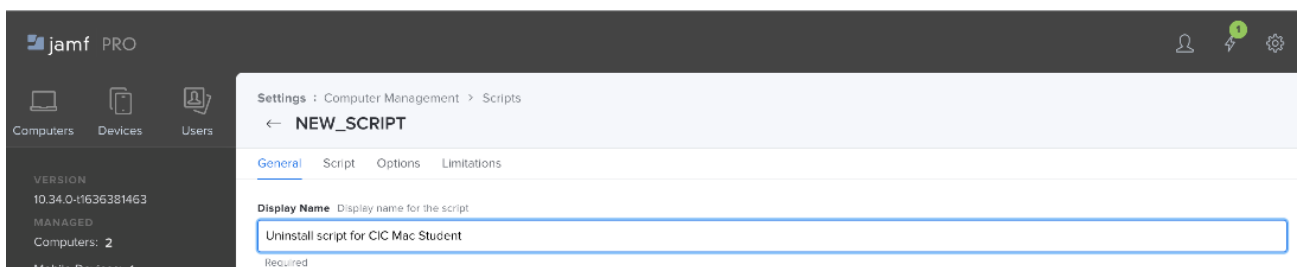 jamf PRO
1
Computers Devices Users
Settings : Computer Management > Scripts
← NEW_SCRIPT
General Script Options Limitations
VERSION
10.34.0-t1636381463
MANAGED
Computers: 2
Display Name Display name for the script
Uninstall script for CIC Mac Student
Required